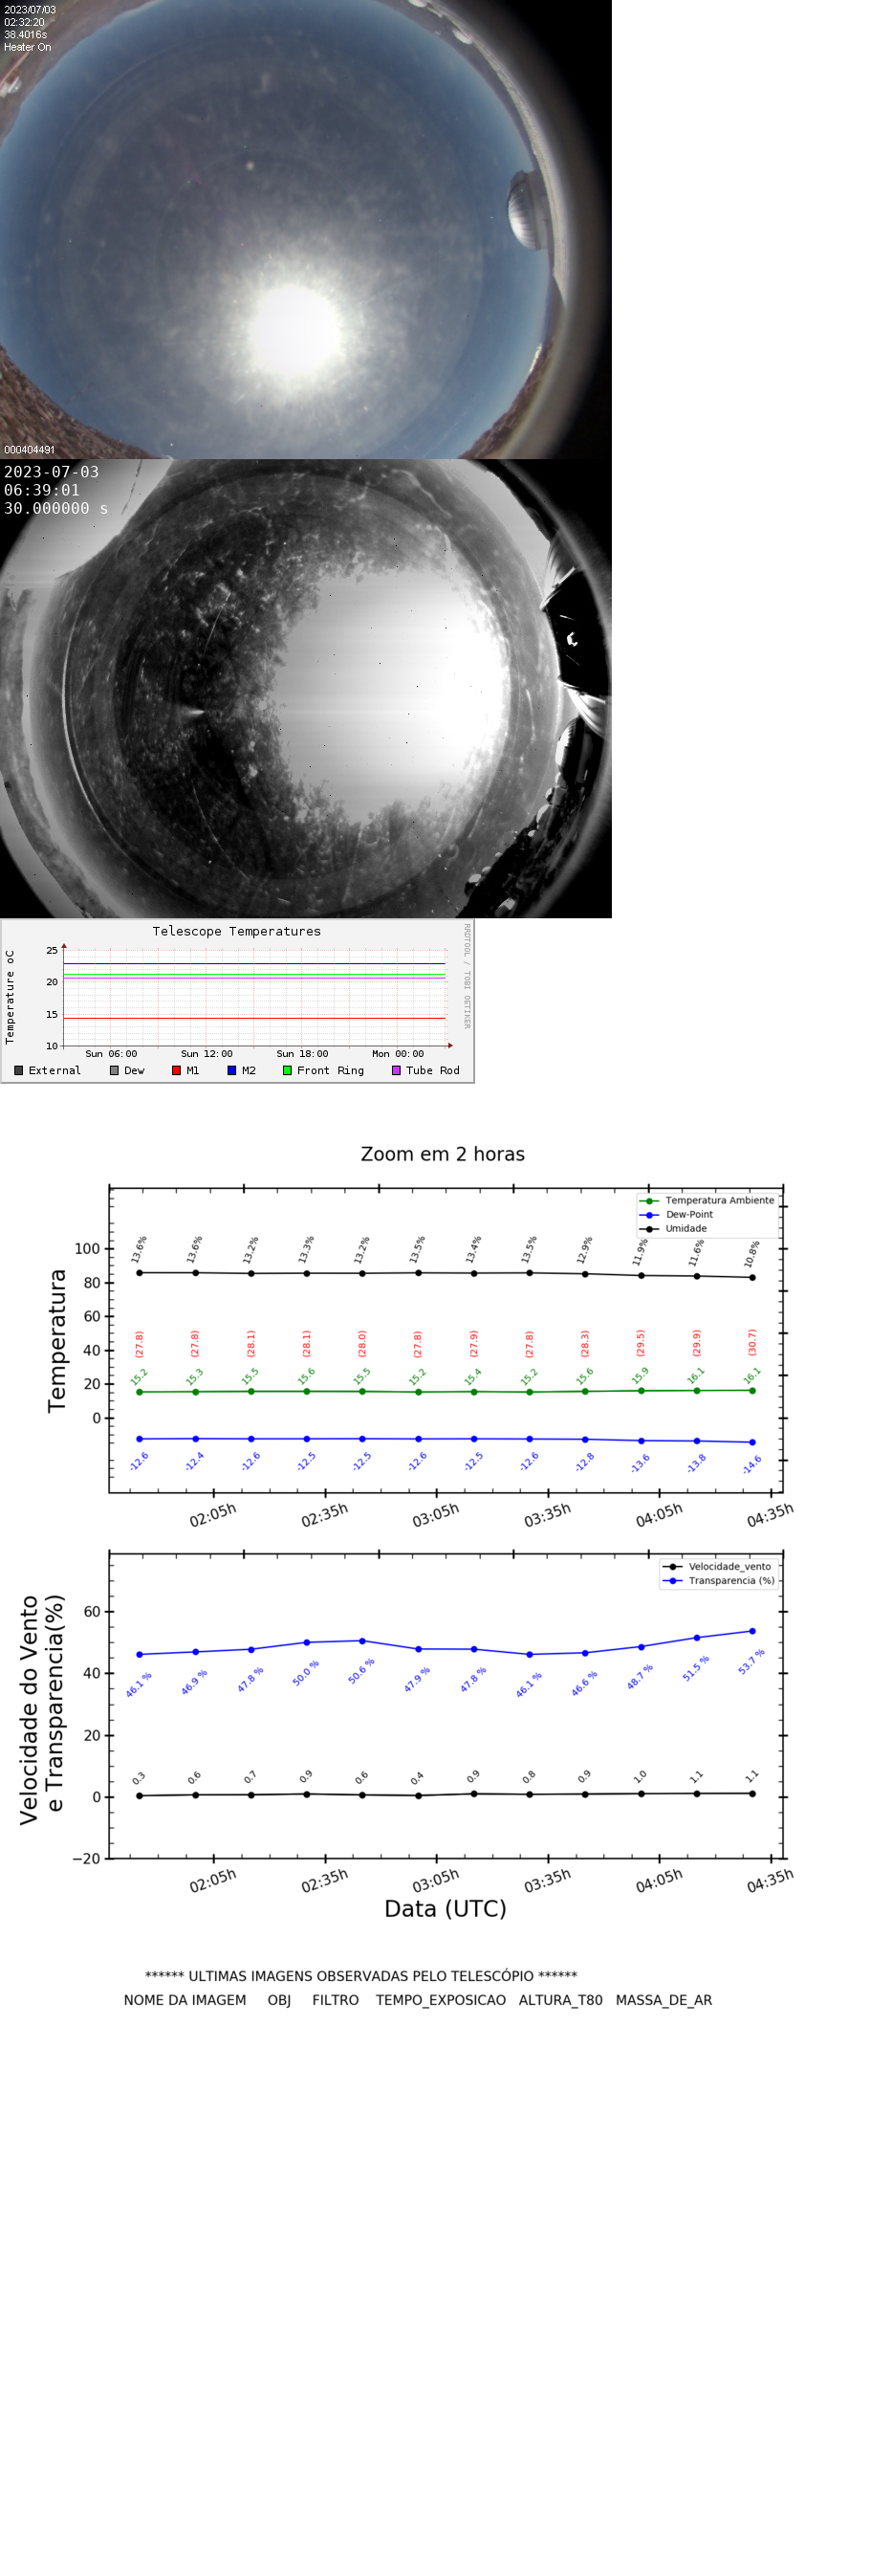 2023/07/03
02:32:20
38.4016s
Heater On
000404491
2023-07-03
06:39:01
30.000000 s
Telescope Temperatures
RRDTOOL / TOBI OETIKER
Temperature oC
25
20
15
10
Sun 06:00 Sun 12:00 Sun 18:00 Mon 00:00
External Dew M1 M2 Front Ring Tube Rod
Zoom em 2 horas
Temperatura
Temperatura Ambiente
Dew-Point
Umidade
100
80
60
40
20
0
13.6% 13.6% 13.2% 13.3% 13.2% 13.5% 13.4% 13.5% 12.9% 11.9% 11.6% 10.8%
(27.8) (27.8) (28.1) (28.1) (28.0) (27.8) (27.9) (27.8) (28.3) (29.5) (29.9) (30.7)
15.2 15.3 15.5 15.6 15.5 15.2 15.4 15.2 15.6 15.9 16.1 16.1
-12.6 -12.4 -12.6 -12.5 -12.5 -12.6 -12.5 -12.6 -12.8 -13.6 -13.8 -14.6
02:05h 02:35h 03:05h 03:35h 04:05h 04:35h
Velocidade do Vento
e Transparencia(%)
Velocidade_vento
Transparencia (%)
60
40
20
0
−20
46.1 % 46.9 % 47.8 % 50.0 % 50.6 % 47.9 % 47.8 % 46.1 % 46.6 % 48.7 % 51.5 % 53.7 %
0.3 0.6 0.7 0.9 0.6 0.4 0.9 0.8 0.9 1.0 1.1 1.1
02:05h 02:35h 03:05h 03:35h 04:05h 04:35h
Data (UTC)
****** ULTIMAS IMAGENS OBSERVADAS PELO TELESCÓPIO ******
NOME DA IMAGEM OBJ FILTRO TEMPO_EXPOSICAO ALTURA_T80 MASSA_DE_AR